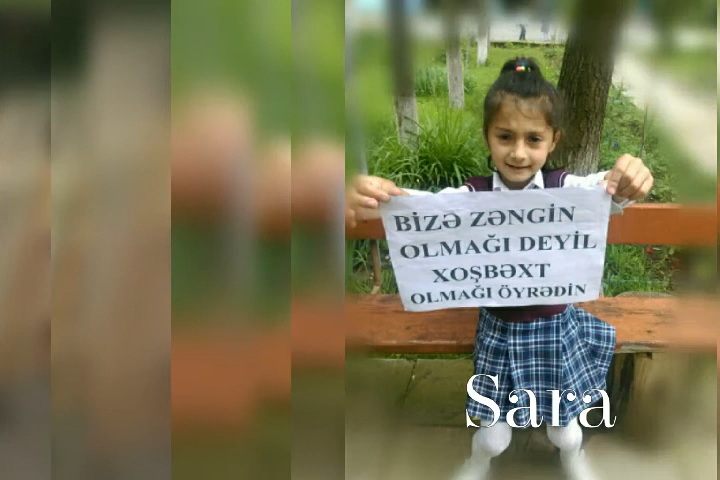 BİZƏ ZƏNGİN
OLMAĞI DEYİL
XOŞBƏXT
OLMAĞI ÖYRƏDİN
Sara